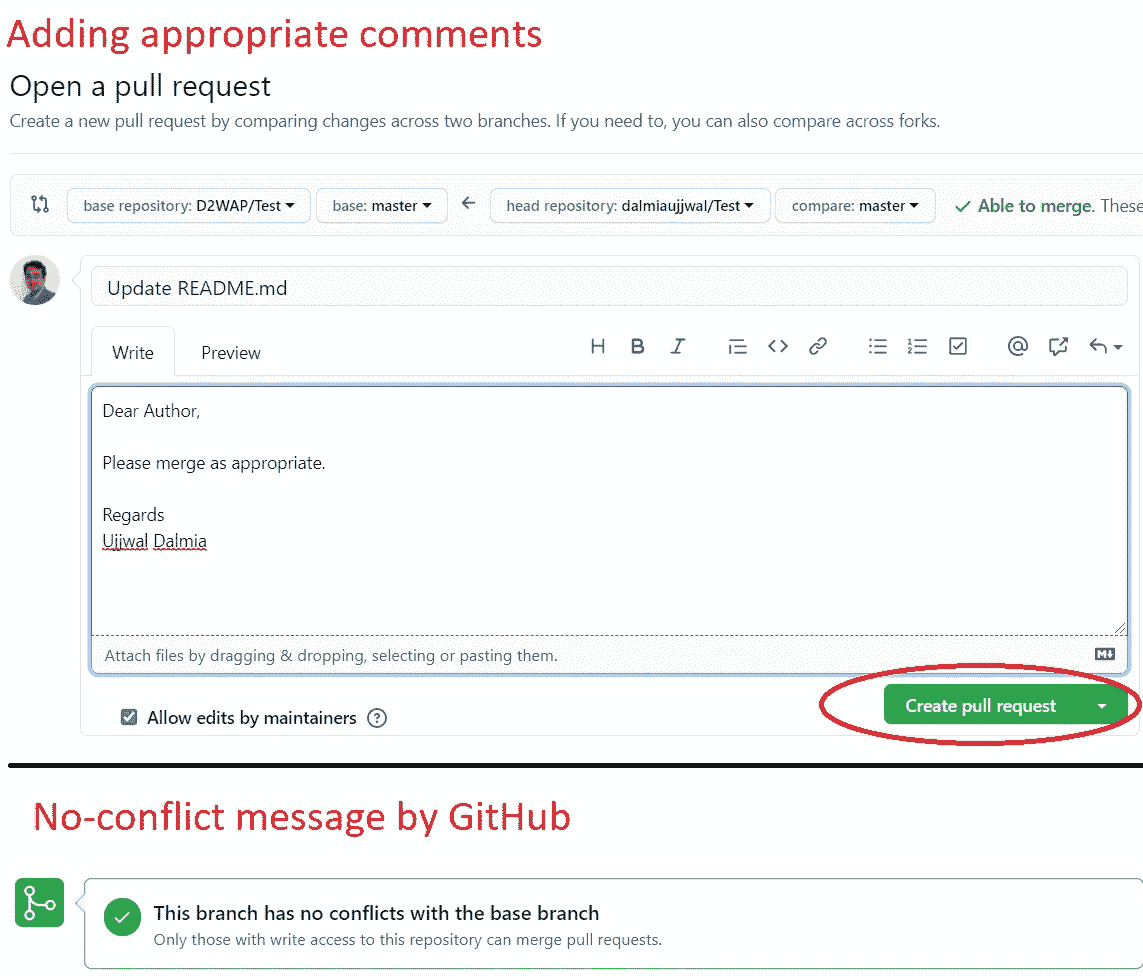 Adding appropriate comments
Open a pull request
Create a new pull request by comparing changes across two branches. If you need to, you can also compare across forks.
base repository: D2WAP/Test base: master head repository: dalmiaujjwal/Test compare: master Able to merge. These
Update README.md
Write Preview H B I
Dear Author,
Please merge as appropriate.
Regards
Ujjwal Dalmia
Attach files by dragging & dropping, selecting or pasting them.
Allow edits by maintainers ? Create pull request
No-conflict message by GitHub
This branch has no conflicts with the base branch
Only those with write access to this repository can merge pull requests.